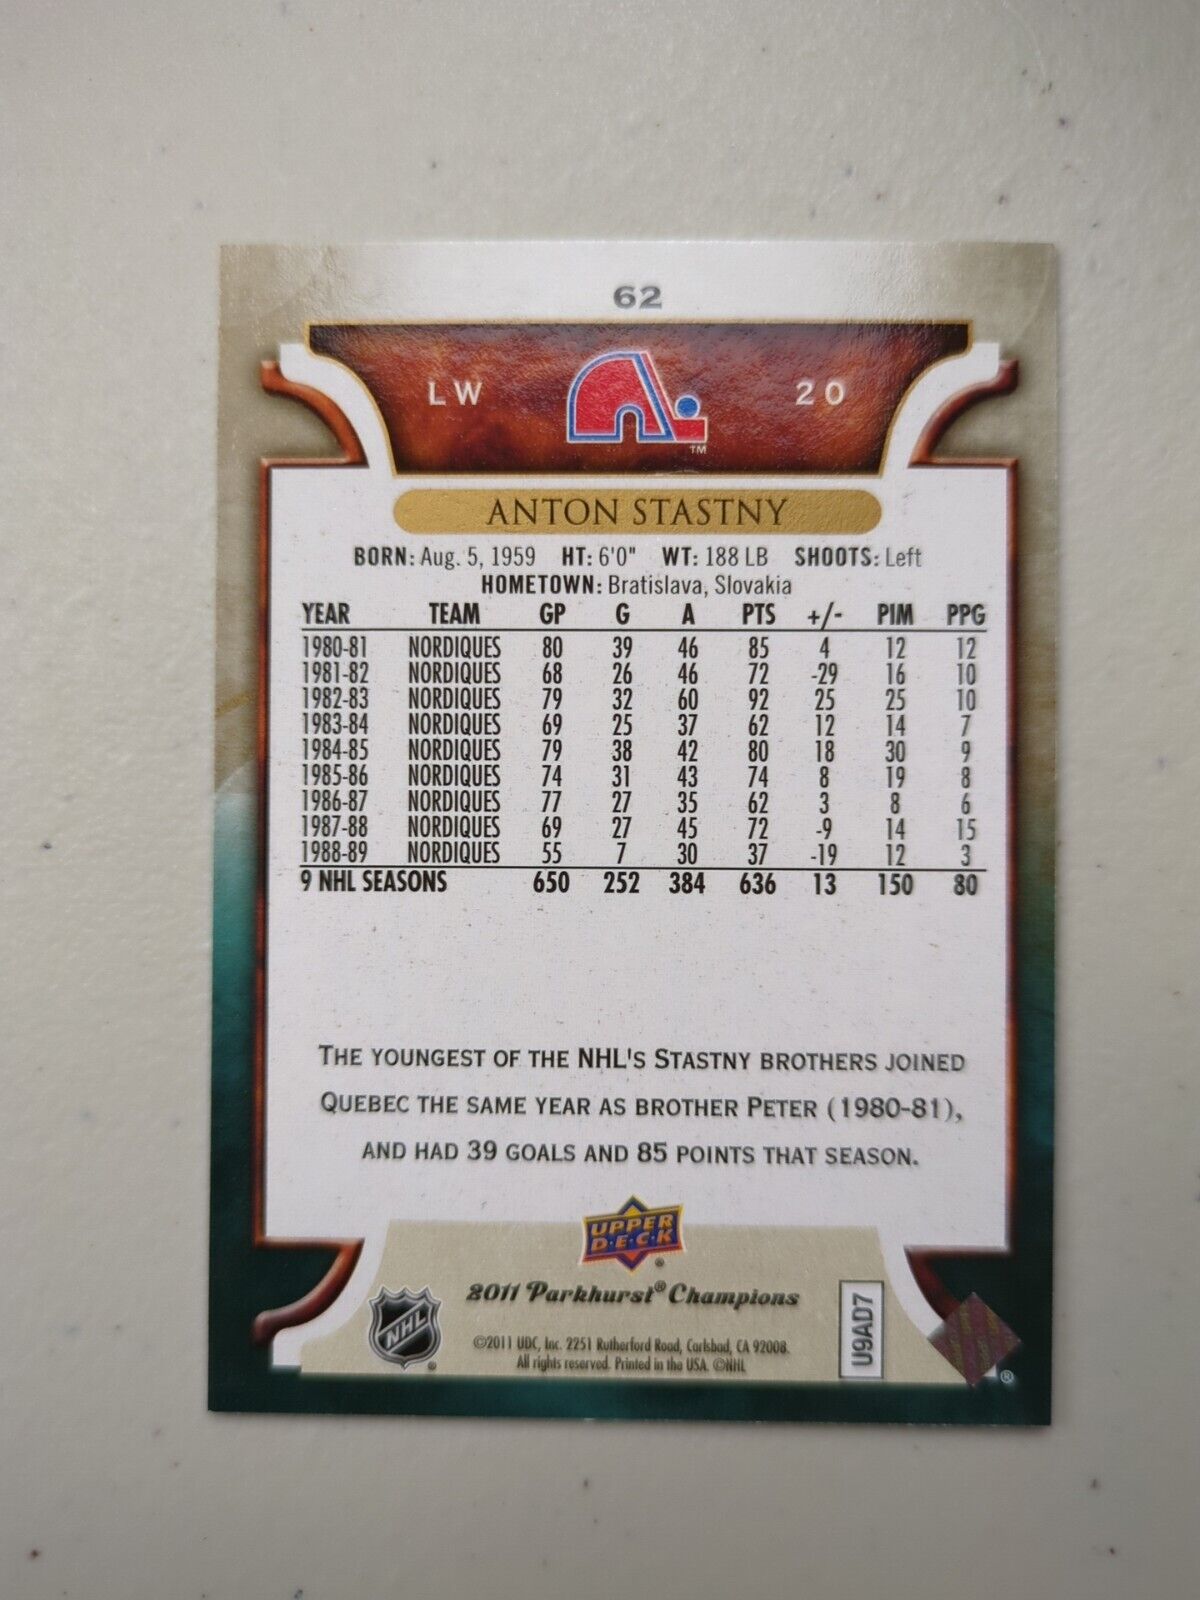 62
LW 20
TM
ANTON STASTNY
BORN: Aug. 5, 1959 HT: 6'0" WT: 188 LB SHOOTS: Left
HOMETOWN: Bratislava, Slovakia
YEAR TEAM GP G A PTS +/- PIM PPG
1980-81 NORDIQUES 80 39 46 85 4 12 12
1981-82 NORDIQUES 68 26 46 72 -29 16 10
1982-83 NORDIQUES 79 32 60 92 25 25 10
1983-84 NORDIQUES 69 25 37 62 12 14 7
1984-85 NORDIQUES 79 38 42 80 18 30 9
1985-86 NORDIQUES 74 31 43 74 8 19 8
1986-87 NORDIQUES 77 27 35 62 3 8 6
1987-88 NORDIQUES 69 27 45 72 -9 14 15
1988-89 NORDIQUES 55 7 30 37 -19 12 3
9 NHL SEASONS 650 252 384 636 13 150 80
THE YOUNGEST OF THE NHL'S STASTNY BROTHERS JOINED
QUEBEC THE SAME YEAR AS BROTHER PETER (1980-81),
AND HAD 39 GOALS AND 85 POINTS THAT SEASON.
UPPER
D·E·C·K
®
2011 Parkhurst® Champions
NHL
®
©2011 UDC, Inc. 2251 Rutherford Road, Carlsbad, CA 92008.
All rights reserved. Printed in the USA. ©NHL
U9AD7
®